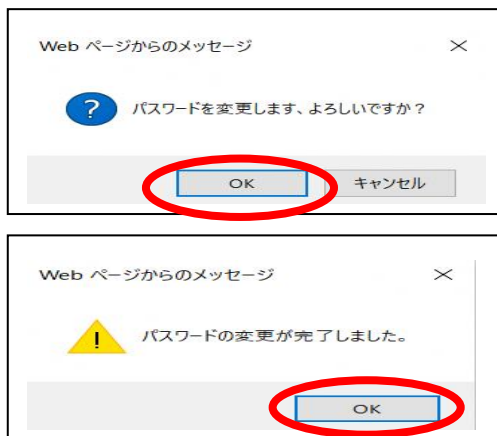 Web ページからのメッセージ
パスワードを変更します、よろしいですか？
OK キャンセル
Web ページからのメッセージ
パスワードの変更が完了しました。
OK